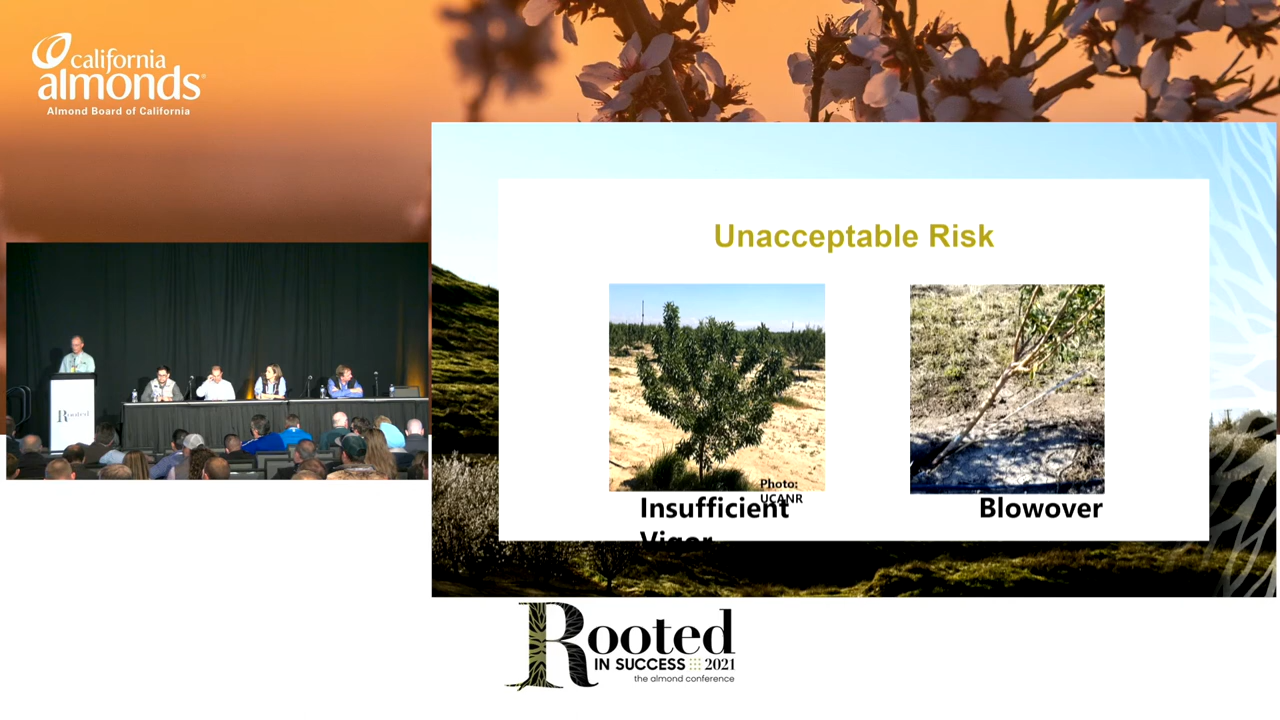 california
almonds®
Almond Board of California
Unacceptable Risk
Photo:
UCANR
Insufficient
Vigor
Blowover
Rooted
Rooted
IN SUCCESS 2021
the almond conference